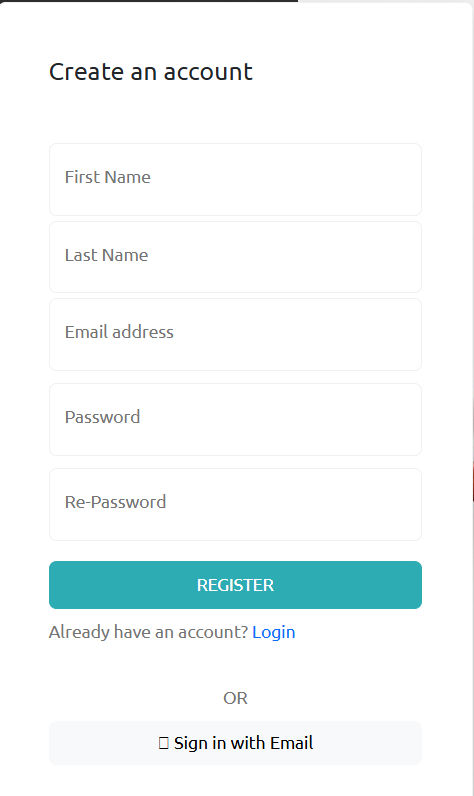 Create an account
First Name
Last Name
Email address
Password
Re-Password
REGISTER
Already have an account? Login
OR
Sign in with Email